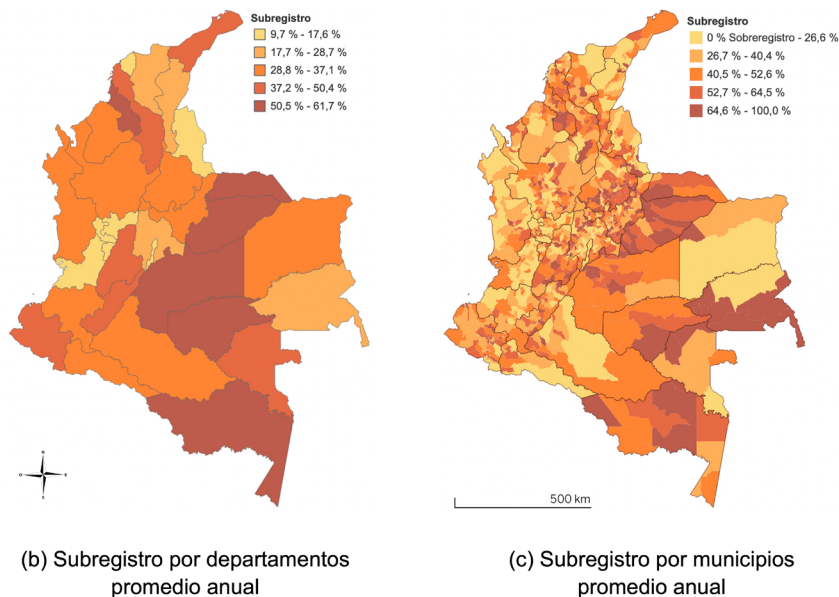 Subregistro
9,7 % - 17,6 %
17,7 % - 28,7 %
28,8 % - 37,1 %
37,2 % - 50,4 %
50,5 % - 61,7 %
N
O
E
S
(b) Subregistro por departamentos
promedio anual
Subregistro
0 % Sobreregistro - 26,6 %
26,7 % - 40,4 %
40,5 % - 52,6 %
52,7 % - 64,5 %
64,6 % - 100,0 %
500 km
(c) Subregistro por municipios
promedio anual